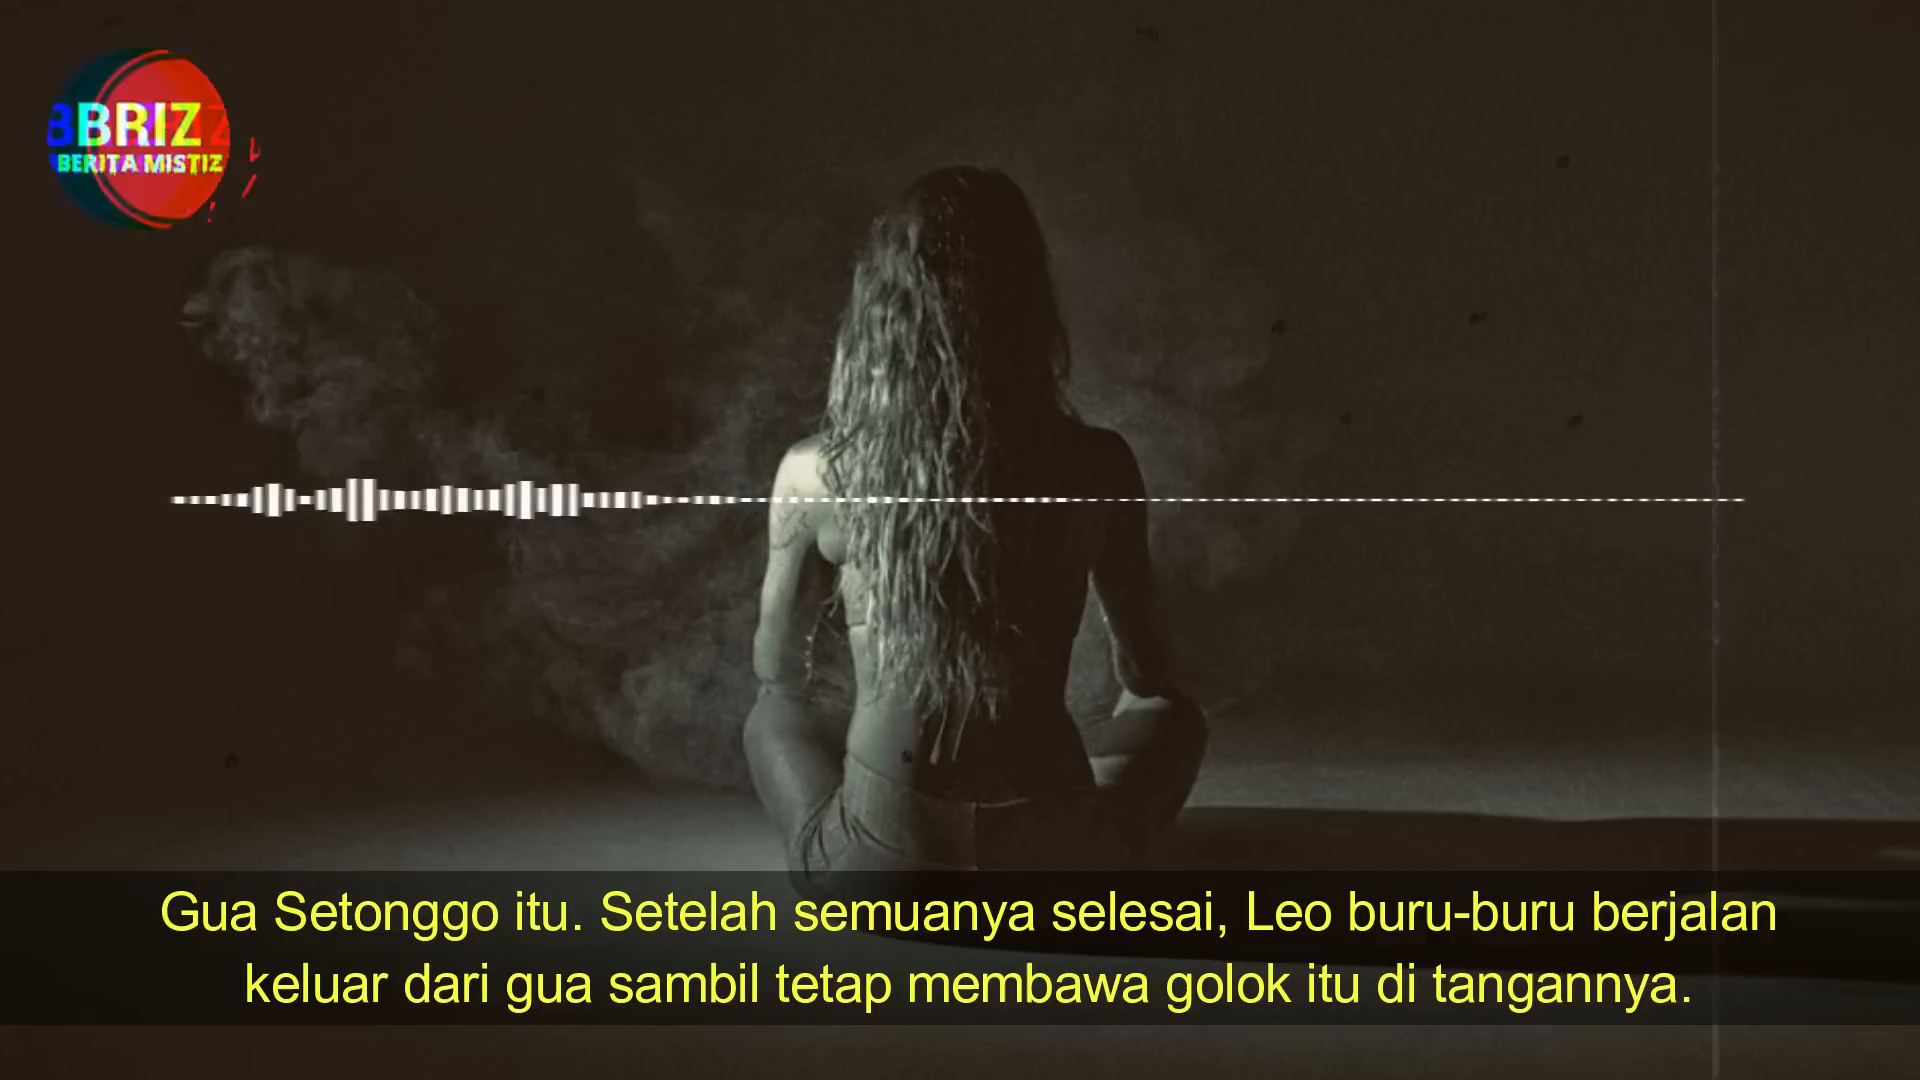 BRIZ
BERITA MISTIZ
Gua Setonggo itu. Setelah semuanya selesai, Leo buru-buru berjalan
keluar dari gua sambil tetap membawa golok itu di tangannya.